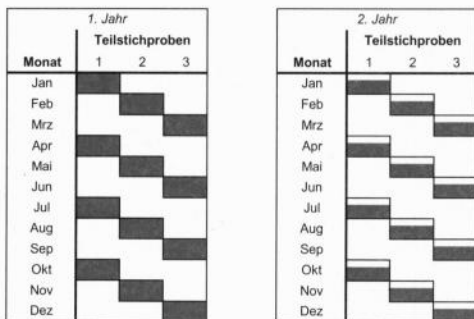 1. Jahr
Teilstichproben
Monat 1 2 3
Jan
Feb
Mrz
Apr
Mai
Jun
Jul
Aug
Sep
Okt
Nov
Dez
2. Jahr
Teilstichproben
Monat 1 2 3
Jan
Feb
Mrz
Apr
Mai
Jun
Jul
Aug
Sep
Okt
Nov
Dez